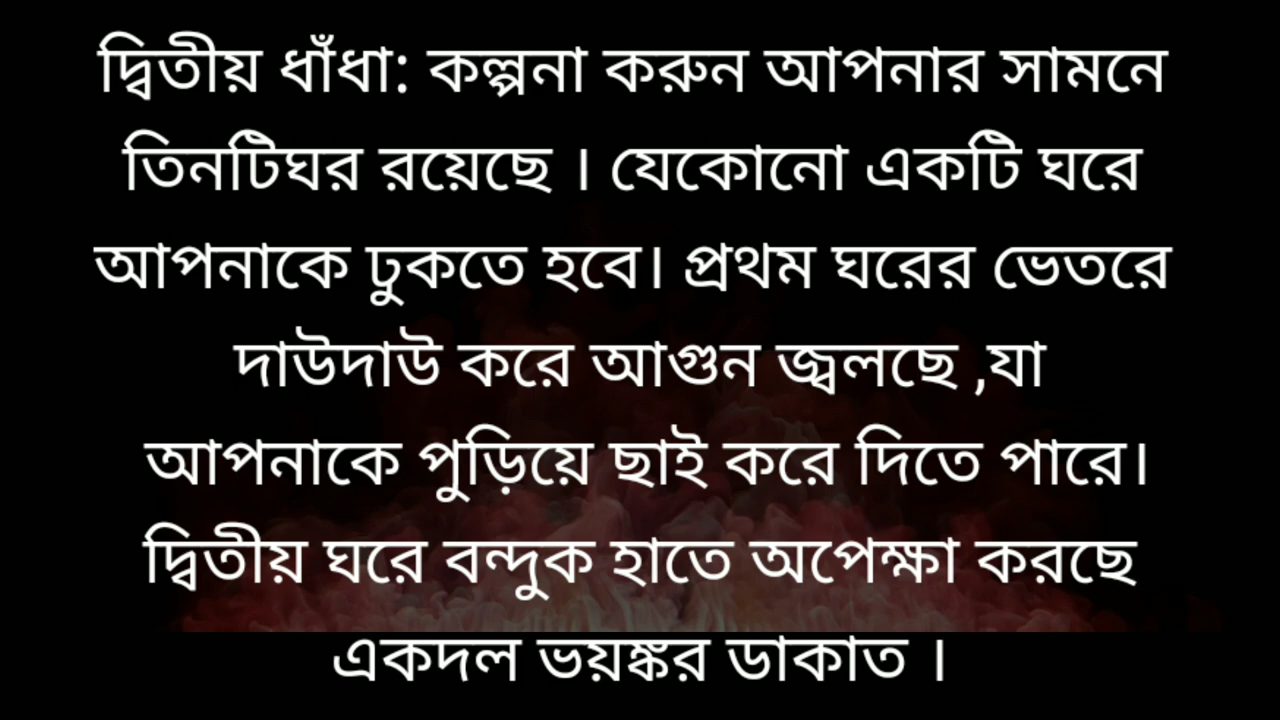 দ্বিতীয় ধাঁধা: কল্পনা করুন আপনার সামনে
তিনটিঘর রয়েছে । যেকোনো একটি ঘরে
আপনাকে ঢুকতে হবে। প্রথম ঘরের ভেতরে
দাউদাউ করে আগুন জ্বলছে ,যা
আপনাকে পুড়িয়ে ছাই করে দিতে পারে।
দ্বিতীয় ঘরে বন্দুক হাতে অপেক্ষা করছে
একদল ভয়ঙ্কর ডাকাত ।